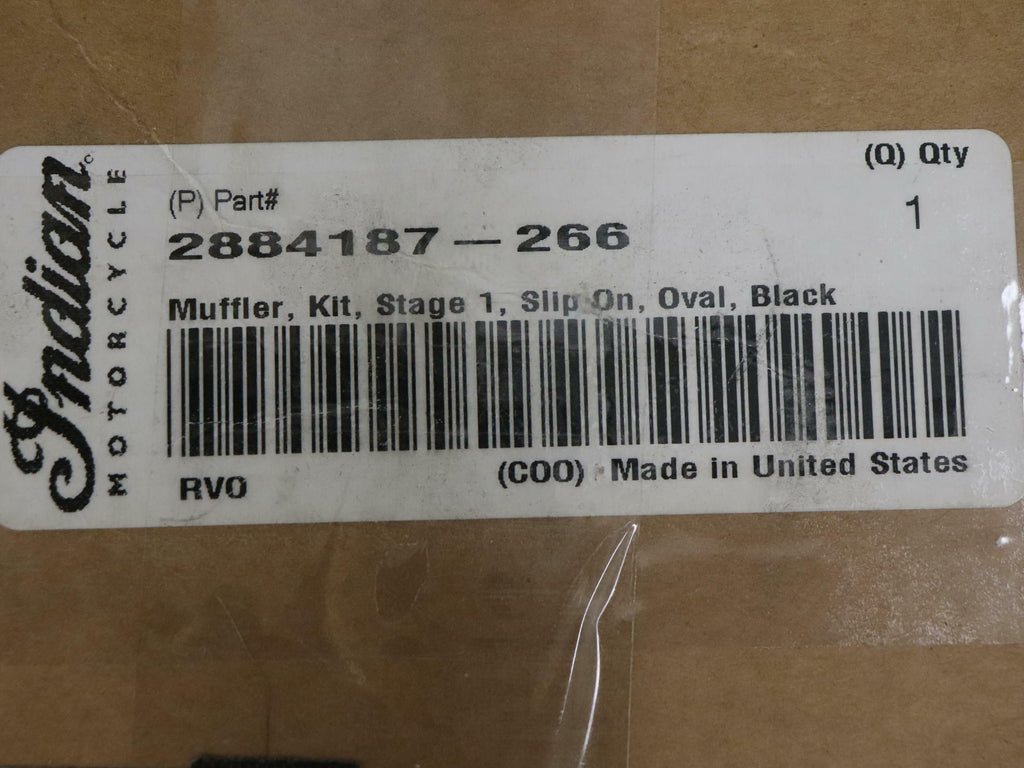 Indian
MOTORCYCLE
(P) Part#
2884187 — 266
(Q) Qty
1
Muffler, Kit, Stage 1, Slip On, Oval, Black
RVO
(COO) Made in United States